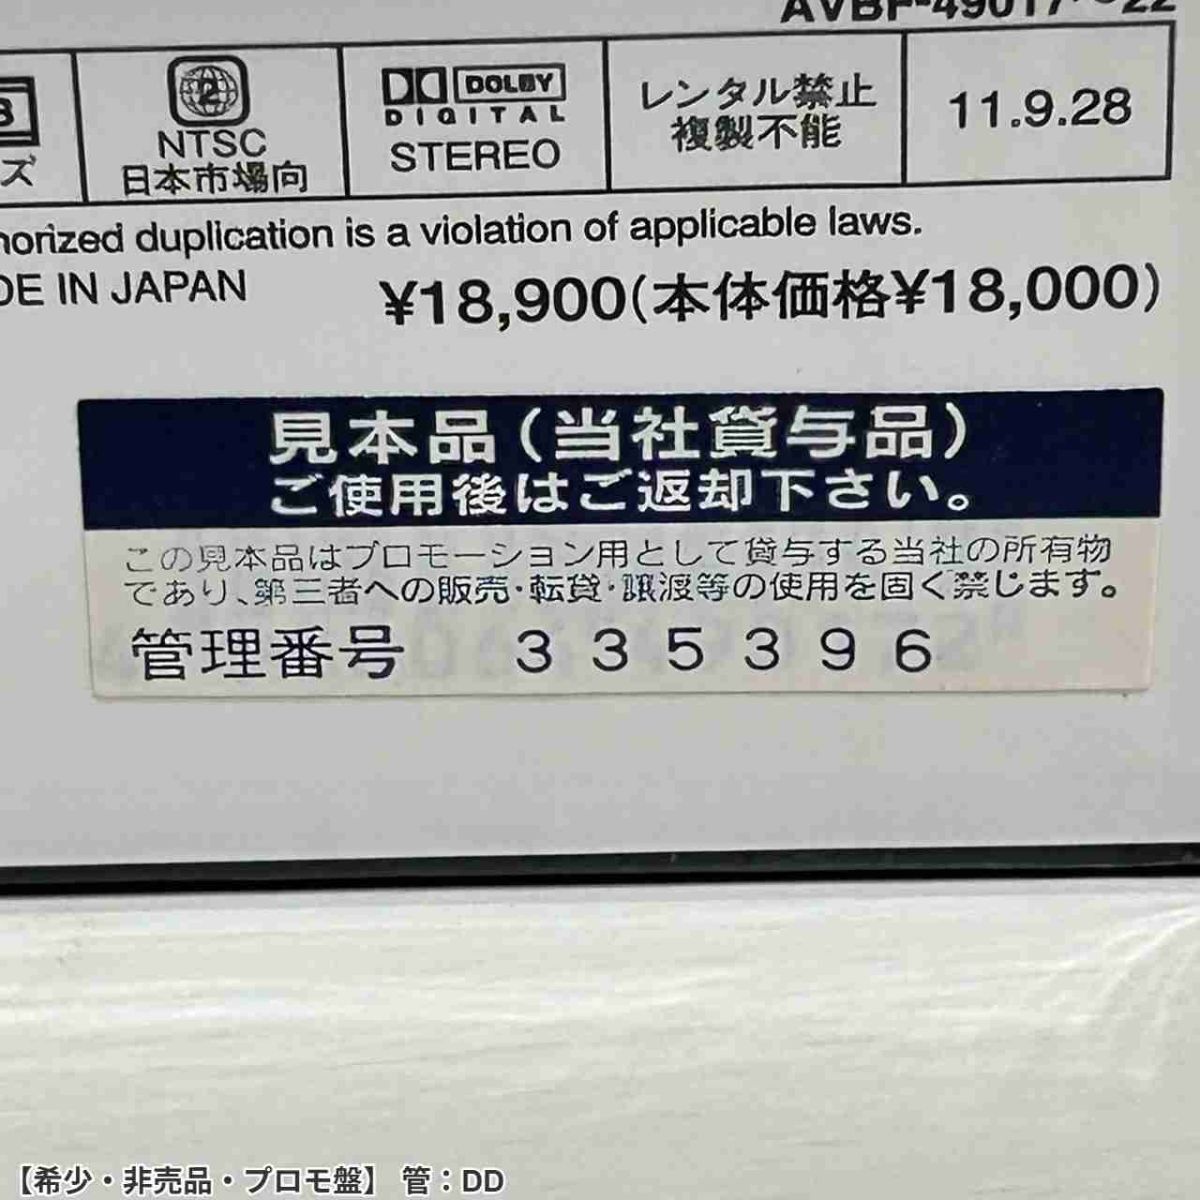 AVBF-49017~22
3
ズ
2
NTSC
日本市場向
DOLBY
DIGITAL
STEREO
レンタル禁止
複製不能
11.9.28
horized duplication is a violation of applicable laws.
DE IN JAPAN
¥18,900(本体価格¥18,000)
見本品(当社貸与品)
ご使用後はご返却下さい。
この見本品はプロモーション用として貸与する当社の所有物
であり、第三者への販売・転貸・譲渡等の使用を固く禁じます。
管理番号 335396
【希少・非売品・プロモ盤】 管：DD